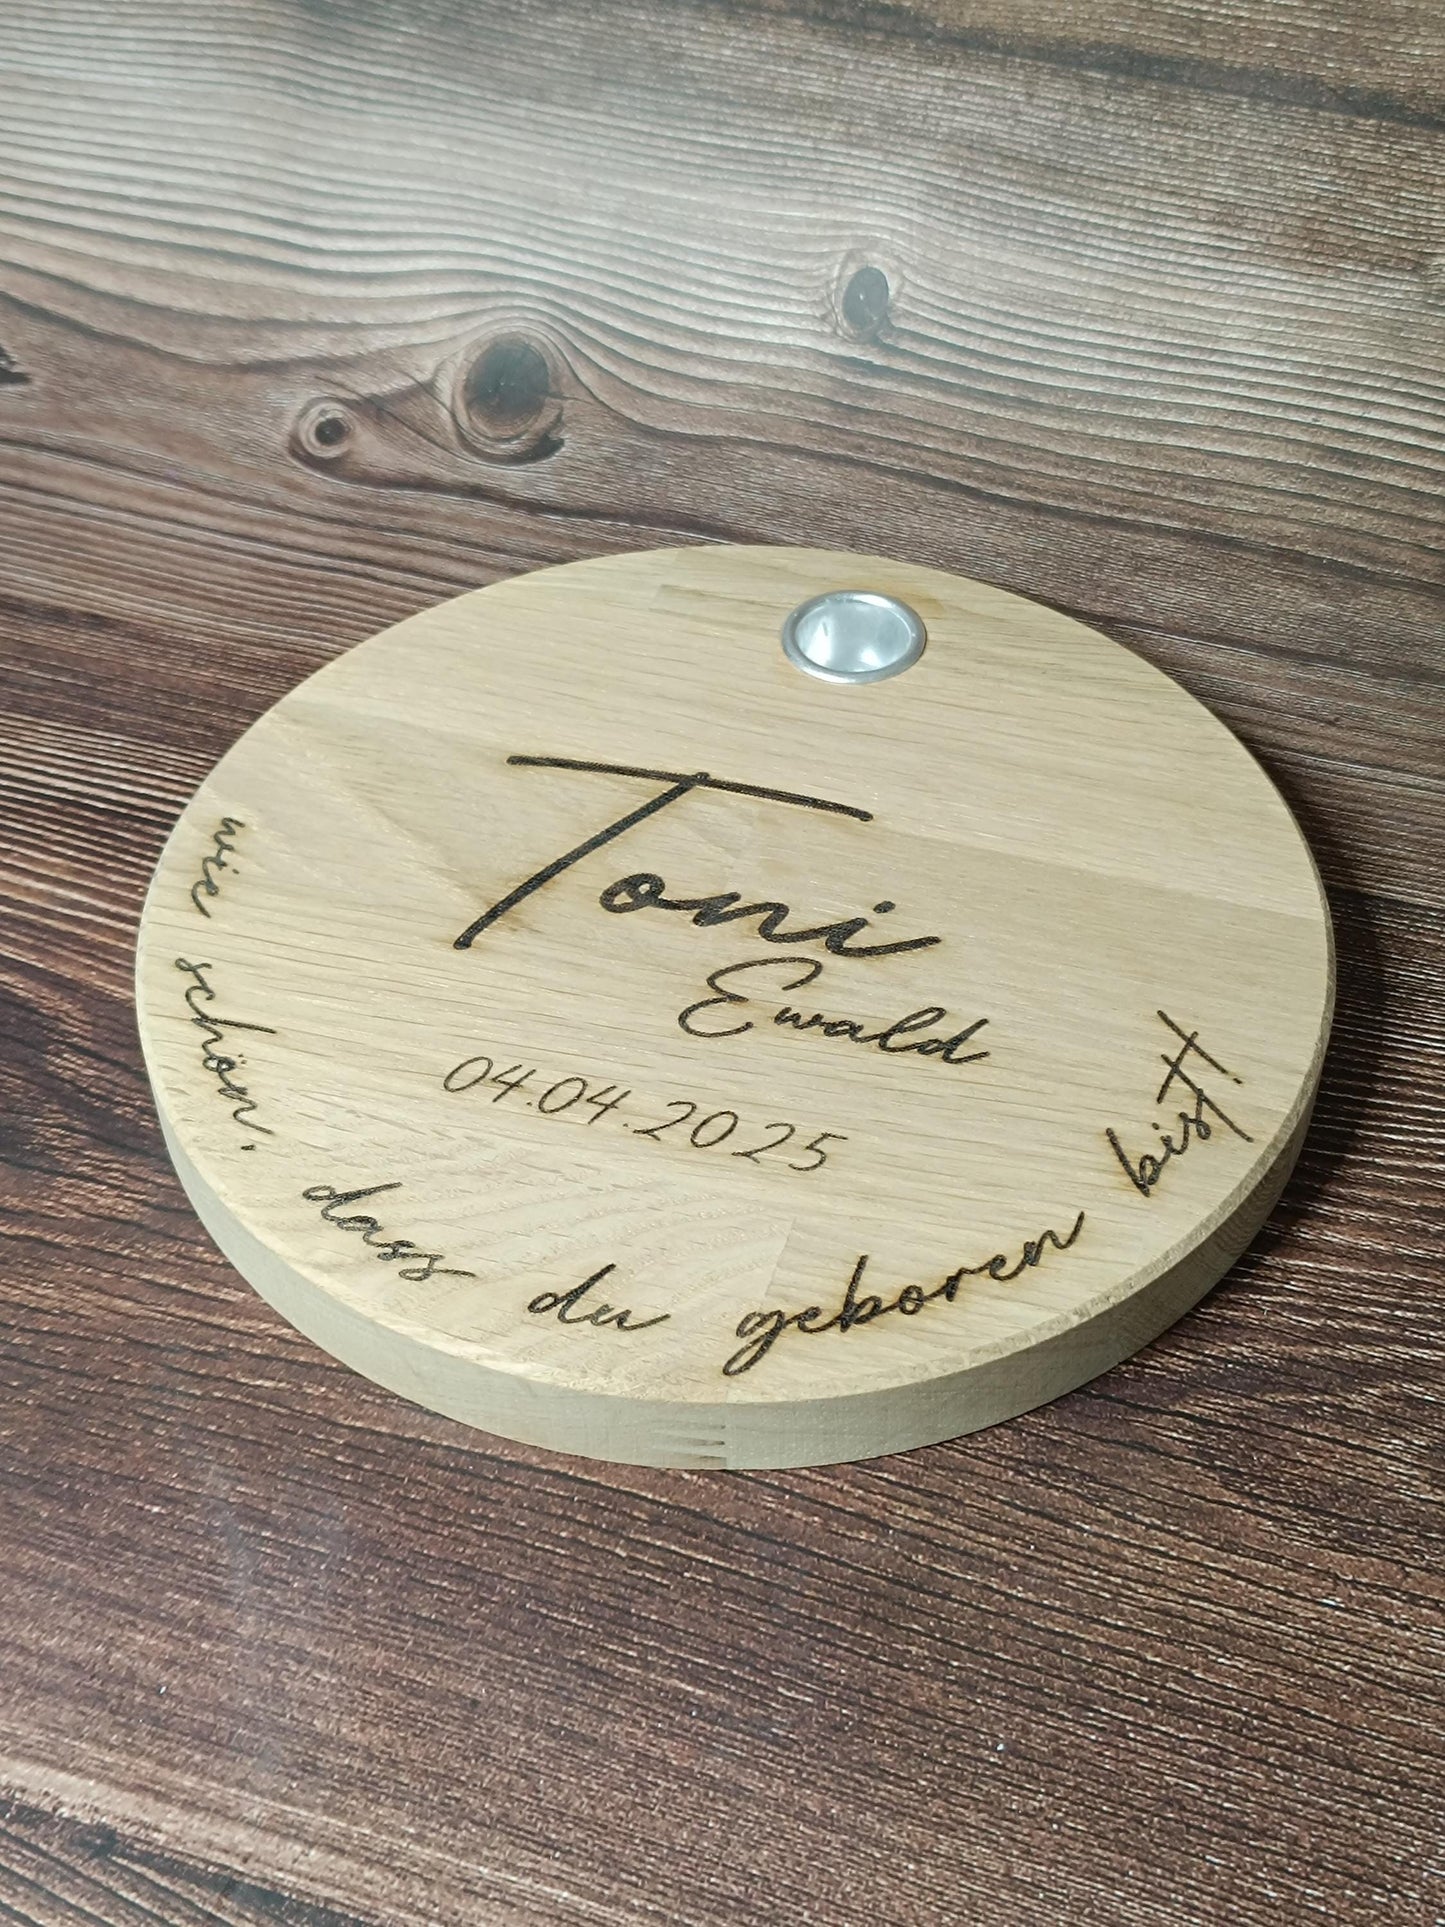 Toni
Ewald
04.04.2025
wie schön, dass du geboren bist!!